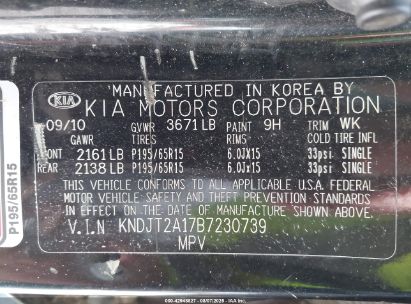 MANUFACTURED IN KOREA BY
KIA KIA MOTORS CORPORATION
09/10 GVWR 3671LB PAINT 9H TRIM WK
GAWR TIRES RIMS COLD TIRE INFL
FRONT 2161LB P195/65R15 6.0Jx15 33psi SINGLE
REAR 2138LB P195/65R15 6.0Jx15 33psi SINGLE
THIS VEHICLE CONFORMS TO ALL APPLICABLE U.S.A. FEDERAL
MOTOR VEHICLE SAFETY, BUMPER, AND THEFT PREVENTION
STANDARDS IN EFFECT ON THE DATE OF MANUFACTURE SHOWN ABOVE.
V.I.N KNDJT2A17B7230739
MPV
P195/65R15